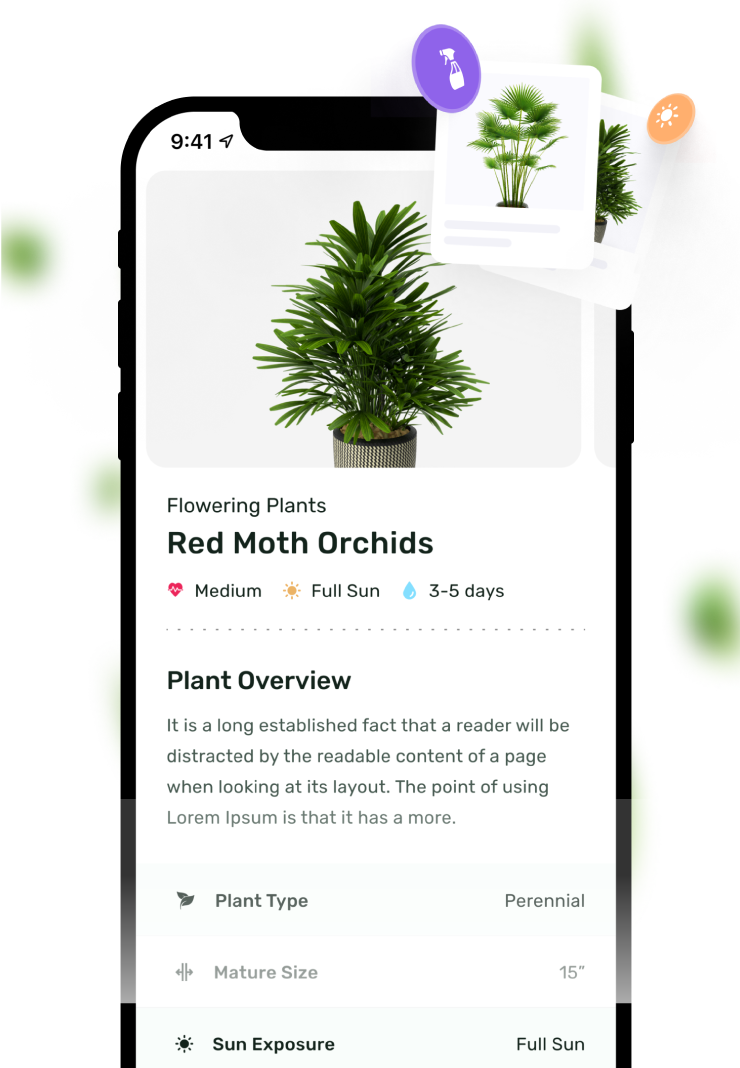 9:41
Flowering Plants
Red Moth Orchids
Medium Full Sun 3-5 days
Plant Overview
It is a long established fact that a reader will be
distracted by the readable content of a page
when looking at its layout. The point of using
Lorem Ipsum is that it has a more.
Plant Type Perennial
Mature Size 15”
Sun Exposure Full Sun